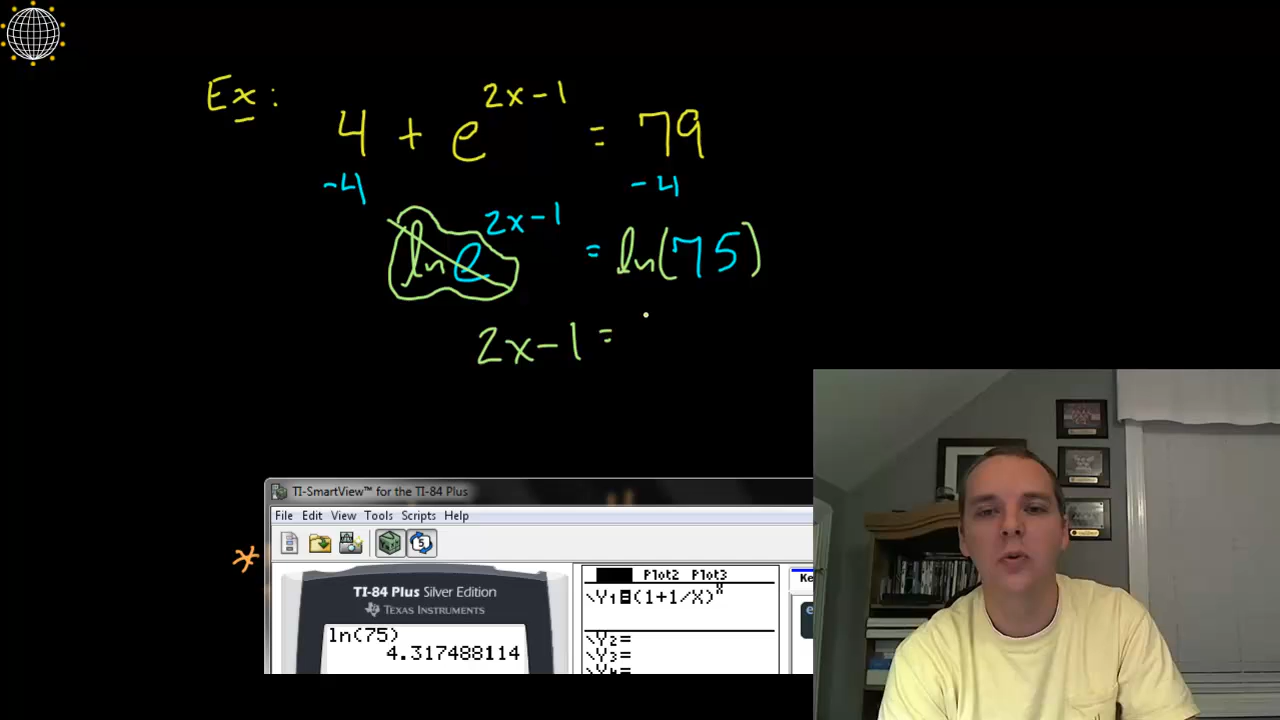 Ex:
4 + e^{2x-1} = 79
-4 -4
ln e^{2x-1} = ln(75)
2x-1 =
*
TI-SmartView™ for the TI-84 Plus
File Edit View Tools Scripts Help
5
TI-84 Plus Silver Edition
TEXAS INSTRUMENTS
ln(75)
4.317488114
Plot2 Plot3
\Y₁=(1+1/X)^X
\Y₂=
\Y₃=
Ke
e